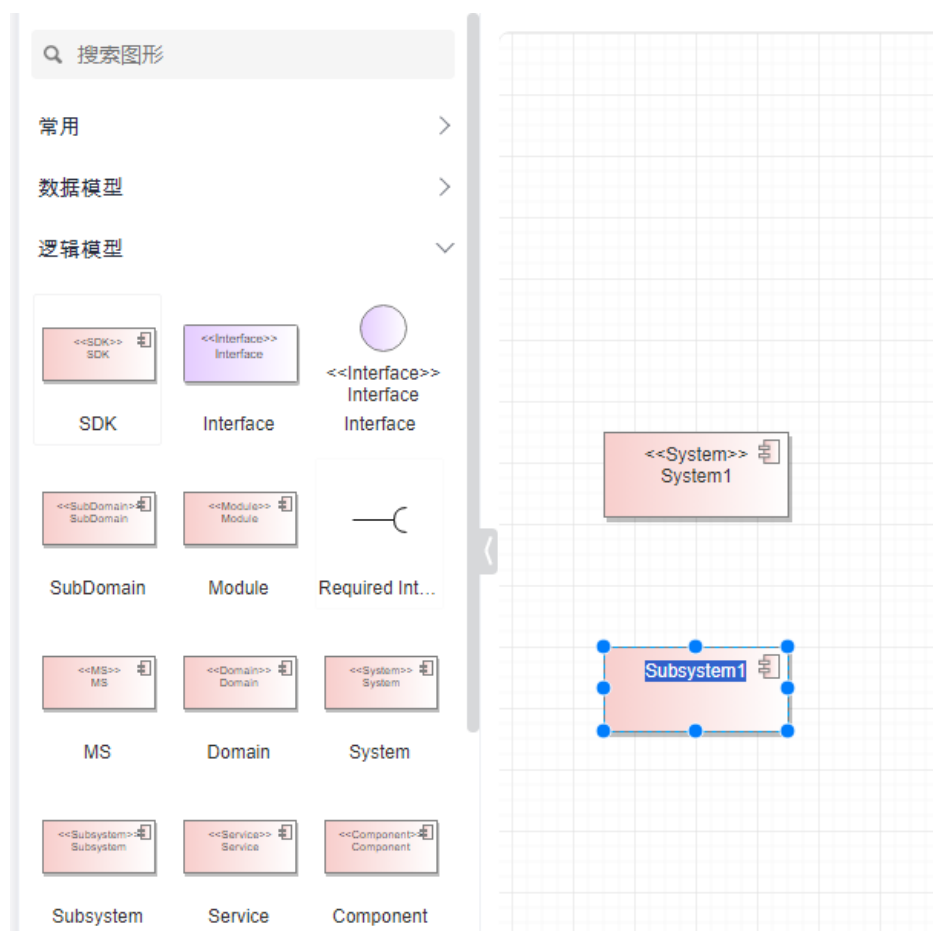 搜索图形
常用
数据模型
逻辑模型
<<SDK>>
SDK
SDK
<<Interface>>
Interface
Interface
<<Interface>>
Interface
Interface
<<SubDomain>>
SubDomain
SubDomain
<<Module>>
Module
Module
Required Int...
<<MS>>
MS
MS
<<Domain>>
Domain
Domain
<<System>>
System
System
<<Subsystem>>
Subsystem
Subsystem
<<Service>>
Service
Service
<<Component>>
Component
Component
<<System>>
System1
Subsystem1